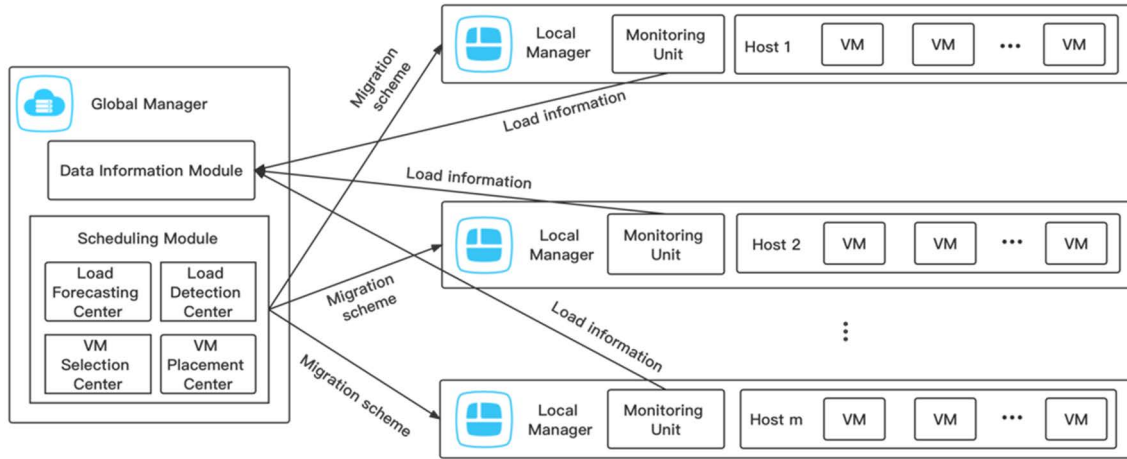 Global Manager
Data Information Module
Scheduling Module
Load
Forecasting
Center
Load
Detection
Center
VM
Selection
Center
VM
Placement
Center
Migration
scheme
Load information
Load information
Migration
scheme
Load information
Migration scheme
Local
Manager
Monitoring
Unit
Host 1
VM
VM
•••
VM
Local
Manager
Monitoring
Unit
Host 2
VM
VM
•••
VM
Local
Manager
Monitoring
Unit
Host m
VM
VM
•••
VM